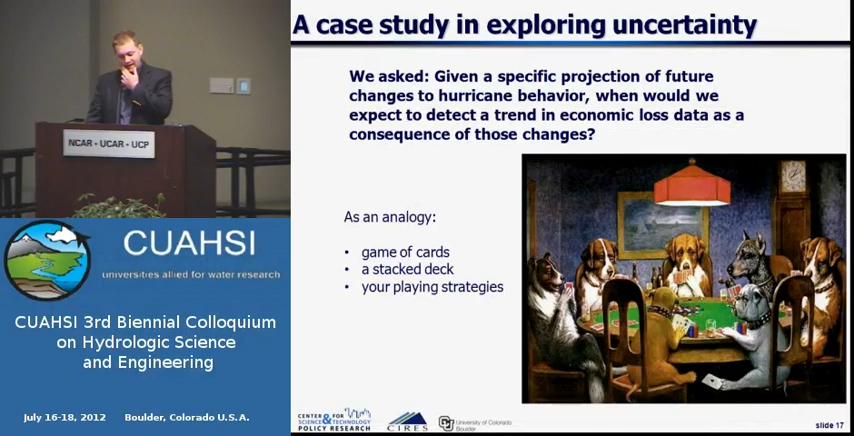 A case study in exploring uncertainty
We asked: Given a specific projection of future
changes to hurricane behavior, when would we
expect to detect a trend in economic loss data as a
consequence of those changes?
As an analogy:
• game of cards
• a stacked deck
• your playing strategies
NCAR • UCAR • UCP
CUAHSI
universities allied for water research
CUAHSI 3rd Biennial Colloquium
on Hydrologic Science
and Engineering
July 16-18, 2012 Boulder, Colorado U.S.A.
CENTER FOR
SCIENCE & TECHNOLOGY
POLICY RESEARCH
CIRES
CU
University of Colorado
Boulder
slide 17